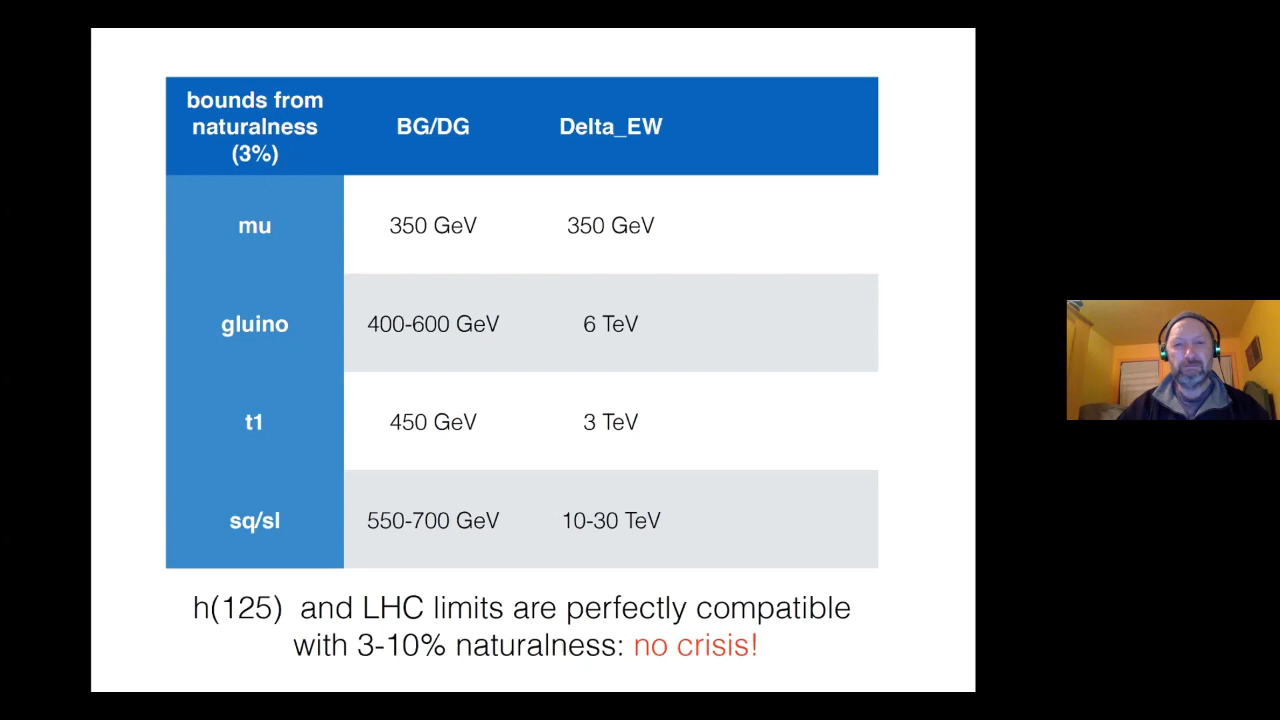 bounds from
naturalness
(3%)
BG/DG
Delta_EW
mu
350 GeV
350 GeV
gluino
400-600 GeV
6 TeV
t1
450 GeV
3 TeV
sq/sl
550-700 GeV
10-30 TeV
h(125) and LHC limits are perfectly compatible
with 3-10% naturalness: no crisis!